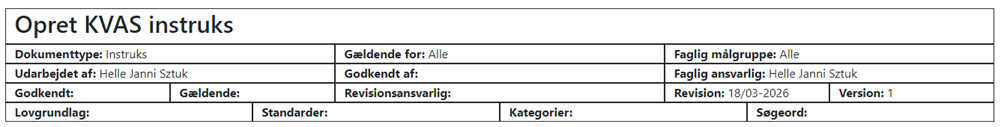 Opret KVAS instruks
Dokumenttype: Instruks Gældende for: Alle Faglig målgruppe: Alle
Udarbejdet af: Helle Janni Sztuk Godkendt af: Faglig ansvarlig: Helle Janni Sztuk
Godkendt: Gældende: Revisionsansvarlig: Revision: 18/03-2026 Version: 1
Lovgrundlag: Standarder: Kategorier: Søgeord: